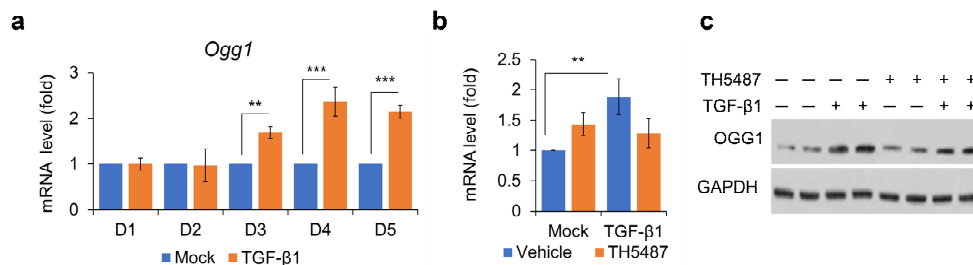 a
Ogg1
mRNA level (fold)
3
2
1
0
** *** ***
D1 D2 D3 D4 D5
Mock TGF-β1
b
mRNA level (fold)
2.5
2
1.5
1
0.5
0
**
Mock TGF-β1
Vehicle TH5487
c
TH5487 — — — — + + + +
TGF-β1 — — + + — — + +
OGG1
GAPDH